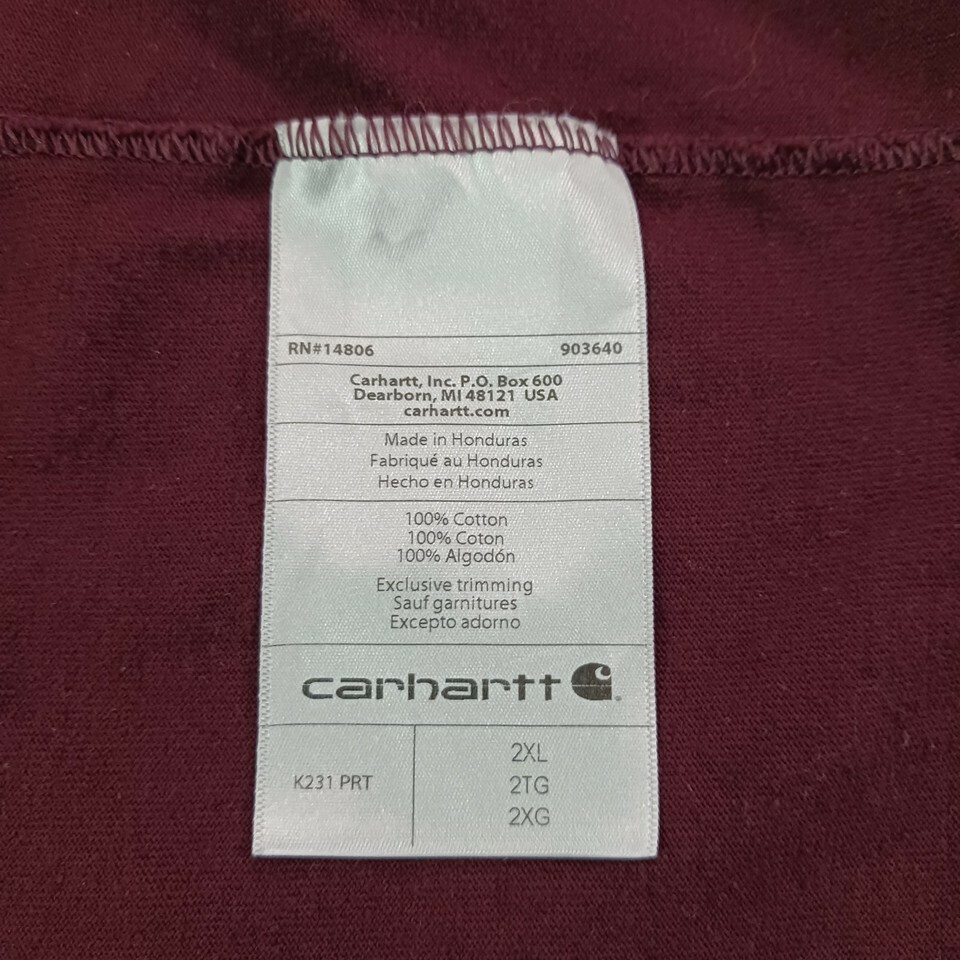 RN#14806 903640
Carhartt, Inc. P.O. Box 600
Dearborn, MI 48121 USA
carhartt.com
Made in Honduras
Fabriqué au Honduras
Hecho en Honduras
100% Cotton
100% Coton
100% Algodón
Exclusive trimming
Sauf garnitures
Excepto adorno
carhartt
K231 PRT
2XL
2TG
2XG